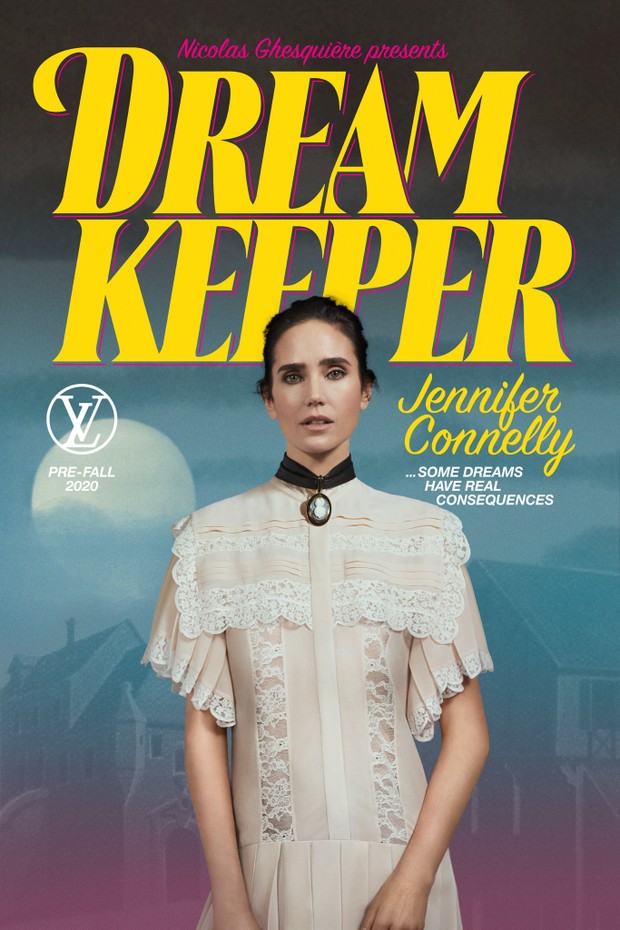 Nicolas Ghesquière presents
DREAM
KEEPER
LV
PRE-FALL
2020
Jennifer
Connelly
...SOME DREAMS
HAVE REAL
CONSEQUENCES